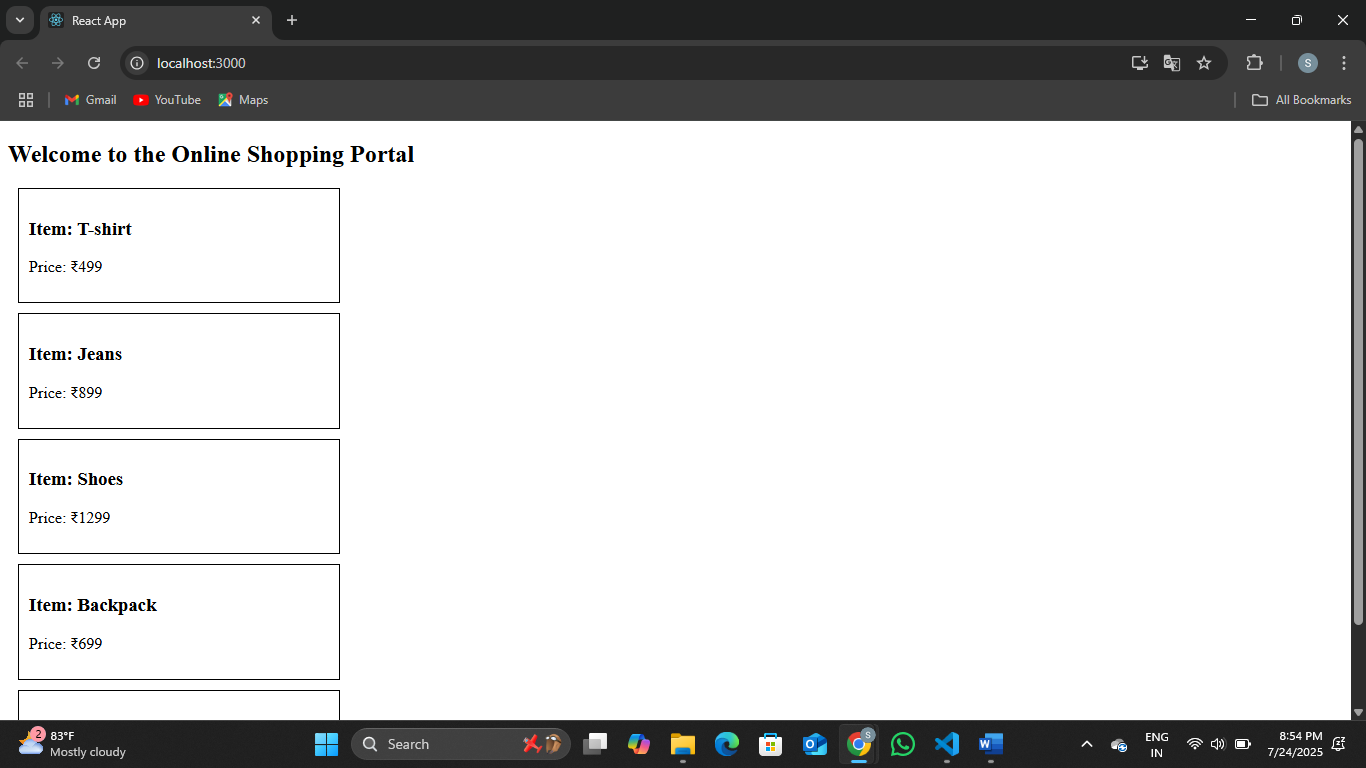 React App
localhost:3000
Gmail
YouTube
Maps
All Bookmarks
S
Welcome to the Online Shopping Portal
Item: T-shirt
Price: ₹499
Item: Jeans
Price: ₹899
Item: Shoes
Price: ₹1299
Item: Backpack
Price: ₹699
2
83°F
Mostly cloudy
Search
S
ENG
IN
8:54 PM
7/24/2025